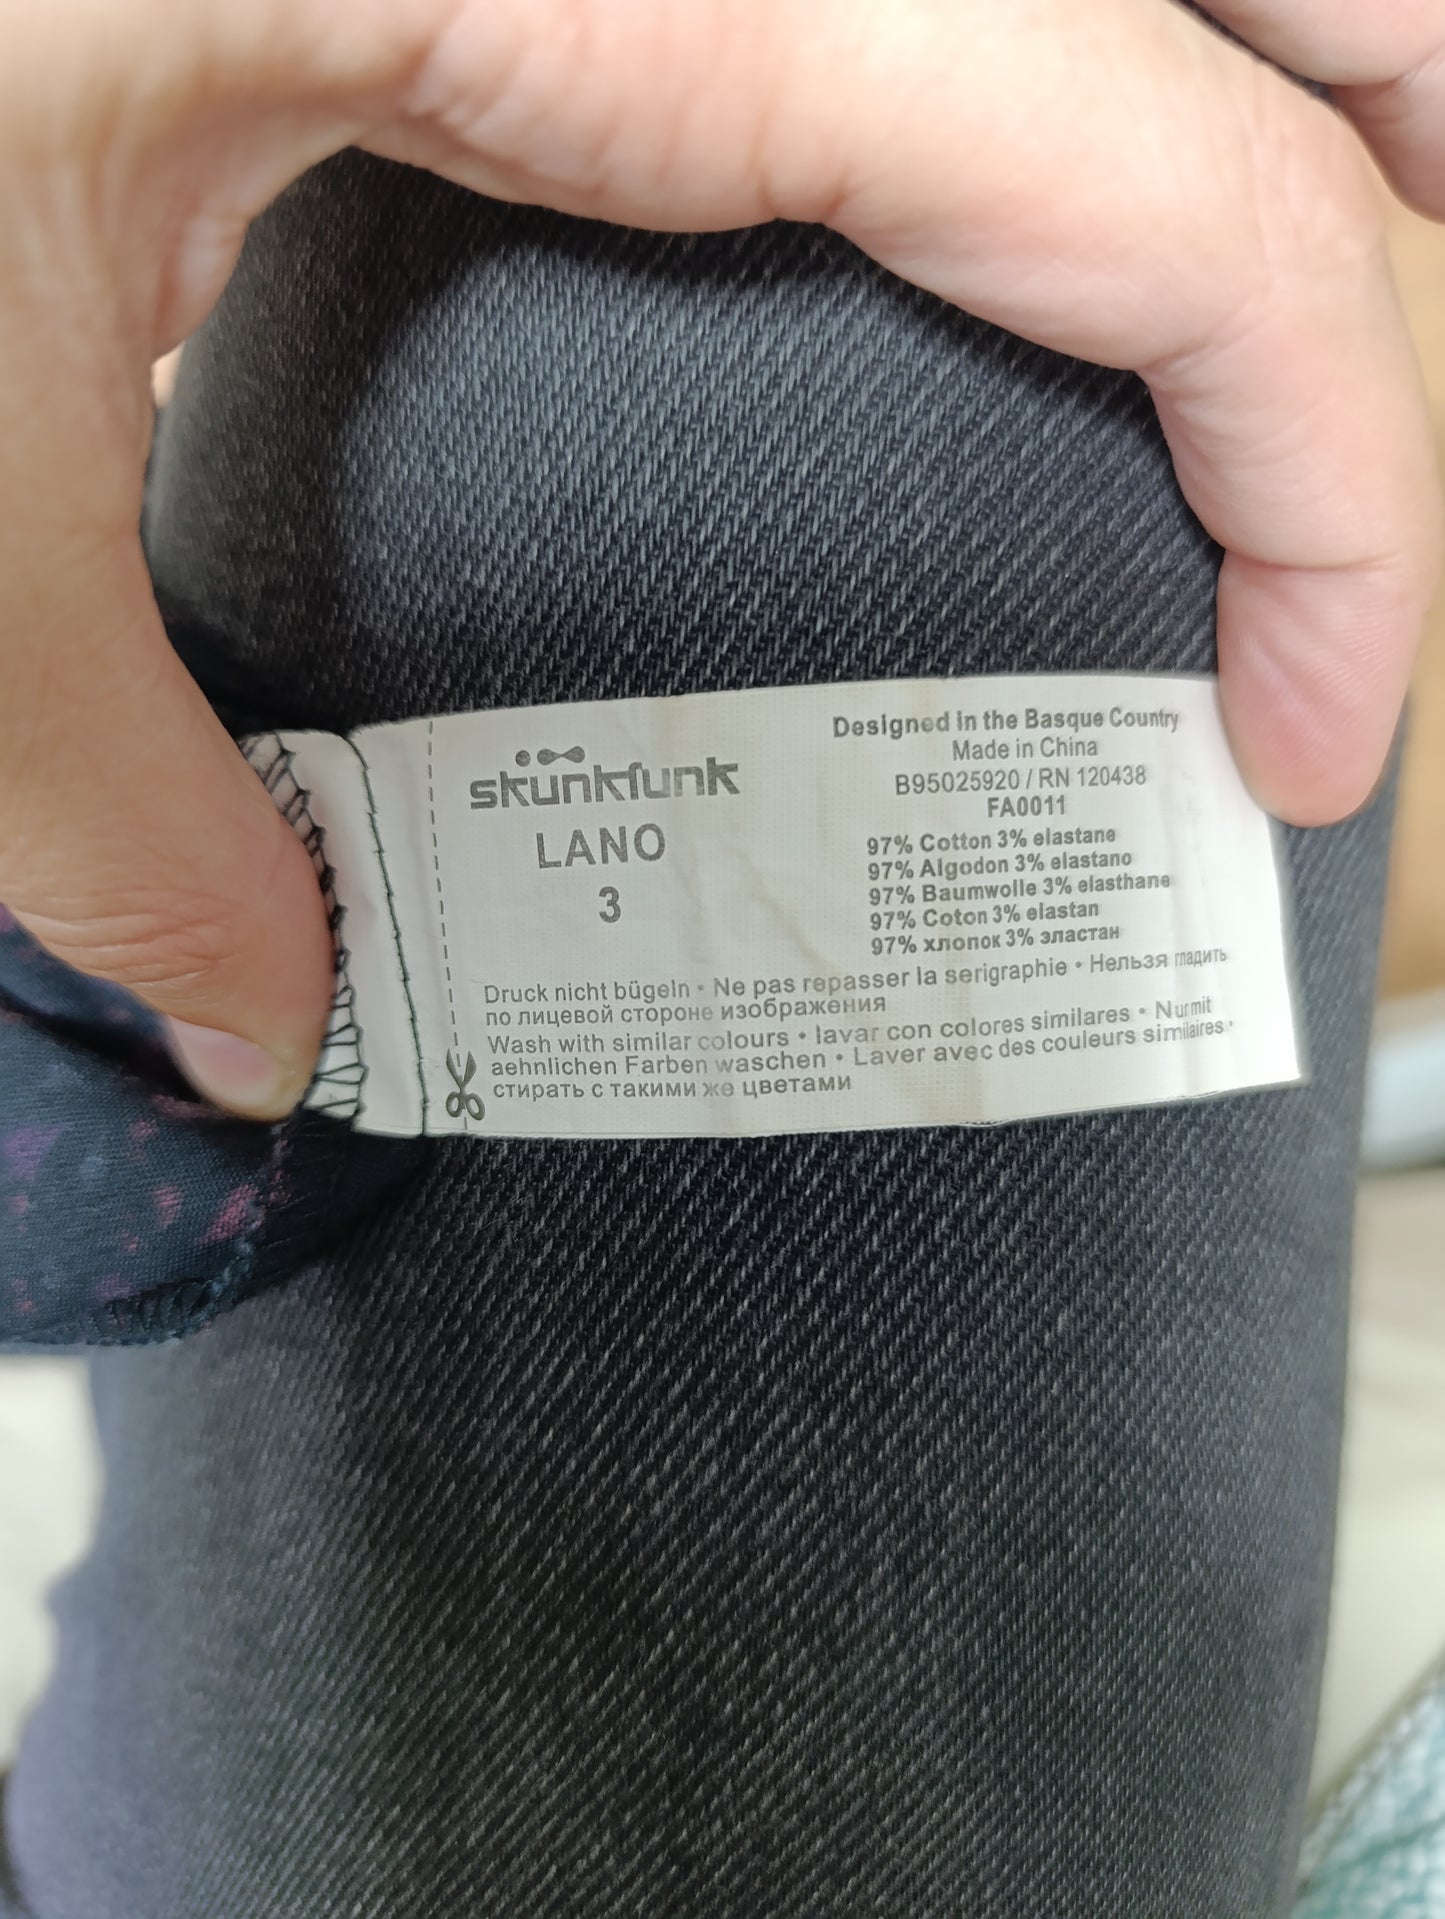 skunkfunk
LANO
3
Designed in the Basque Country
Made in China
B95025920 / RN 120438
FA0011
97% Cotton 3% elastane
97% Algodon 3% elastano
97% Baumwolle 3% elasthane
97% Coton 3% elastan
97% хлопок 3% эластан
Druck nicht bügeln • Ne pas repasser la serigraphie • Нельзя гладить
по лицевой стороне изображения
Wash with similar colours • lavar con colores similares • Nur mit
aehnlichen Farben waschen • Laver avec des couleurs similaires •
стирать с такими же цветами